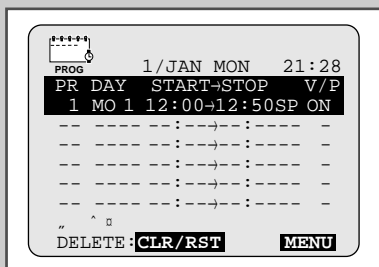 PROG 1/JAN MON 21:28
PR DAY START→STOP V/P
1 MO 1 12:00→12:50SP ON
-- ---- --:--→--:---- -
-- ---- --:--→--:---- -
-- ---- --:--→--:---- -
-- ---- --:--→--:---- -
-- ---- --:--→--:---- -
„ ˆ ¤
DELETE:CLR/RST MENU